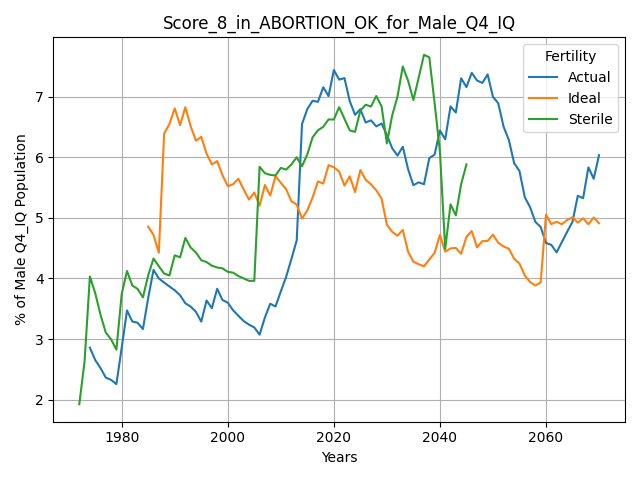 Score_8_in_ABORTION_OK_for_Male_Q4_IQ
Fertility
Actual
Ideal
Sterile
% of Male Q4_IQ Population
7
6
5
4
3
2
1980
2000
2020
2040
2060
Years